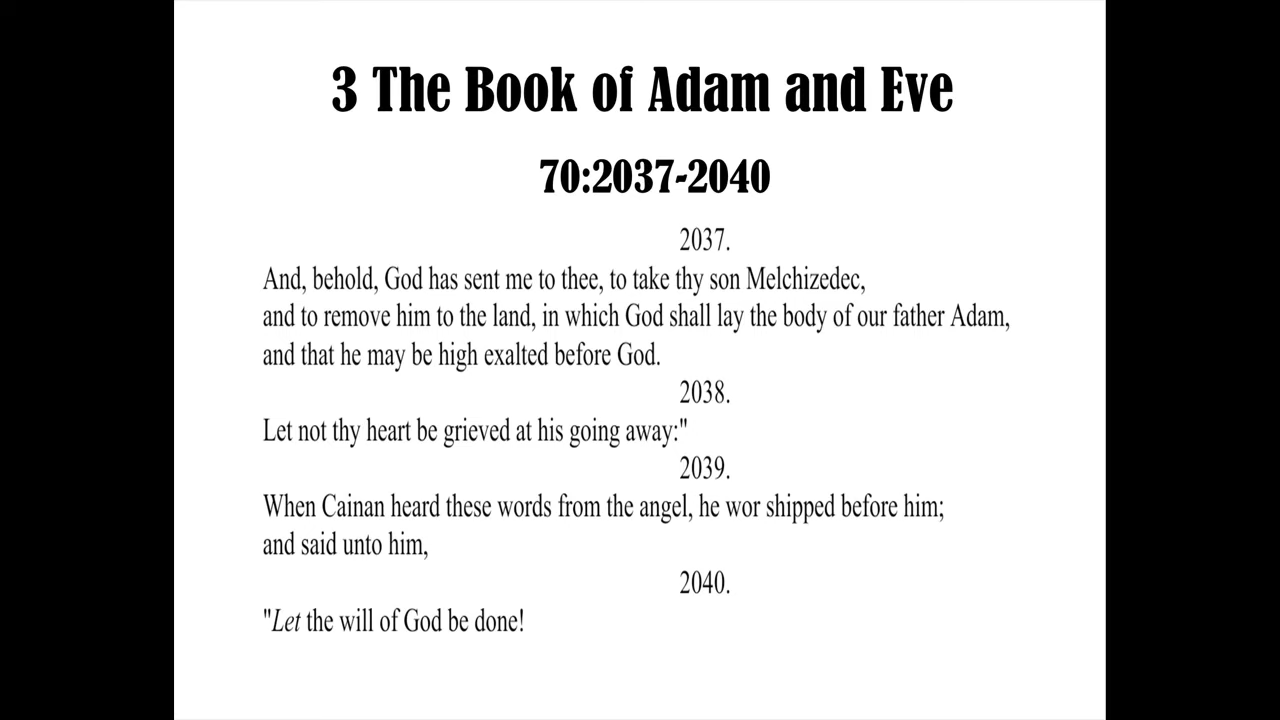 3 The Book of Adam and Eve
70:2037-2040
2037.
And, behold, God has sent me to thee, to take thy son Melchizedec,
and to remove him to the land, in which God shall lay the body of our father Adam,
and that he may be high exalted before God.
2038.
Let not thy heart be grieved at his going away:"
2039.
When Cainan heard these words from the angel, he wor shipped before him;
and said unto him,
2040.
"Let the will of God be done!